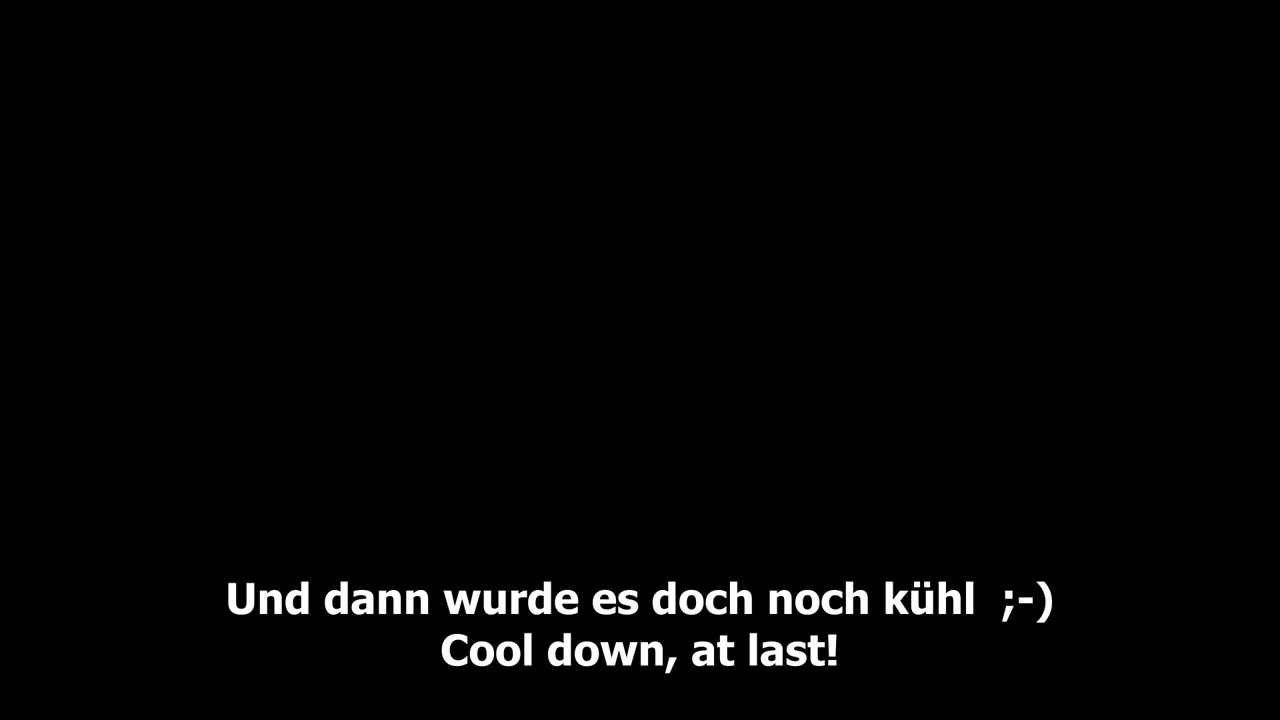 Und dann wurde es doch noch kühl  ;-)
Cool down, at last!